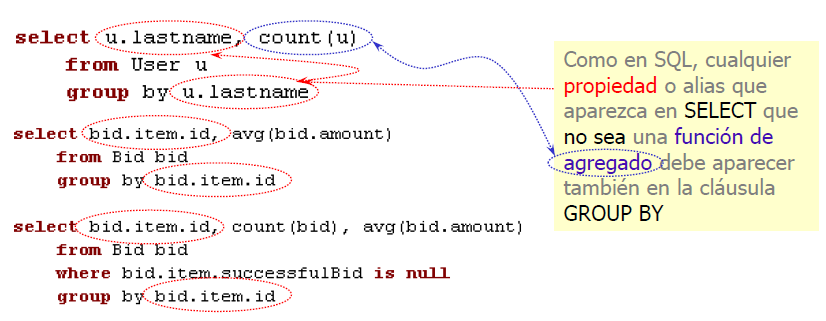 select u.lastname, count(u)
from User u
group by u.lastname
select bid.item.id, avg(bid.amount)
from Bid bid
group by bid.item.id
select bid.item.id, count(bid), avg(bid.amount)
from Bid bid
where bid.item.successfulBid is null
group by bid.item.id
Como en SQL, cualquier
propiedad o alias que
aparezca en SELECT que
no sea una función de
agregado debe aparecer
también en la cláusula
GROUP BY